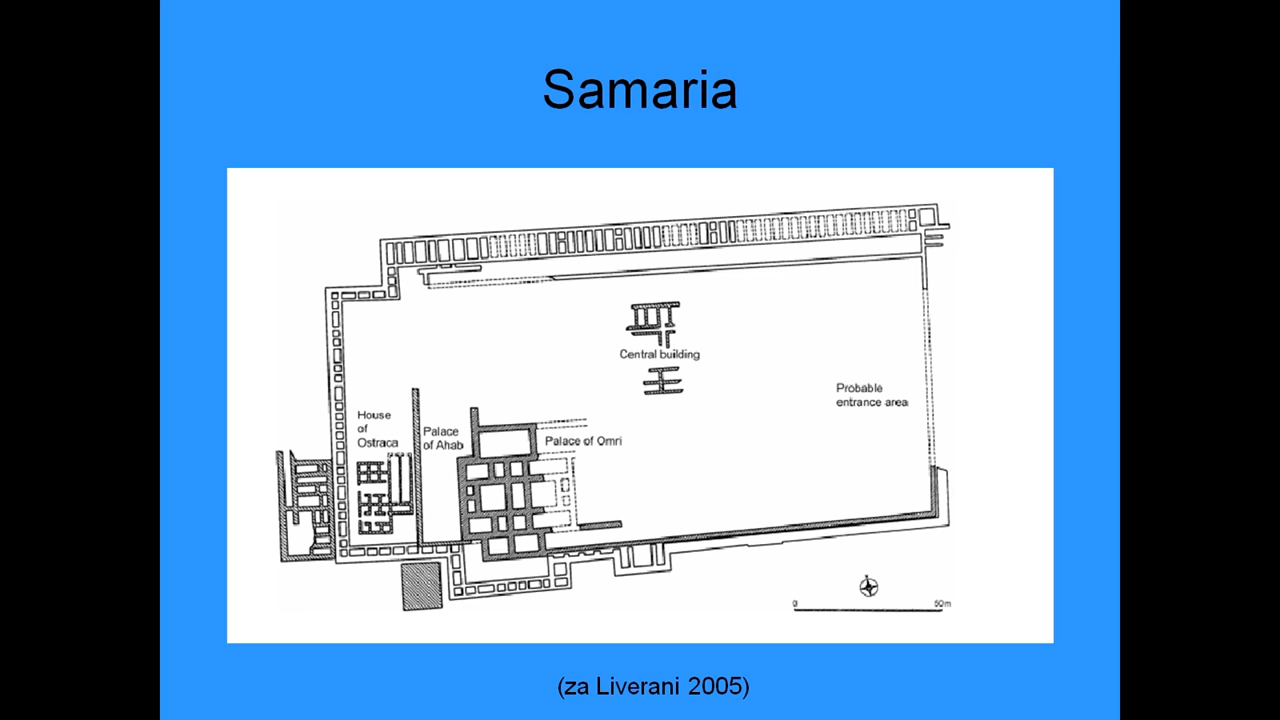 Samaria
Central building
Probable
entrance area
House
of
Ostraca
Palace
of Ahab
Palace of Omri
0 50m
(za Liverani 2005)